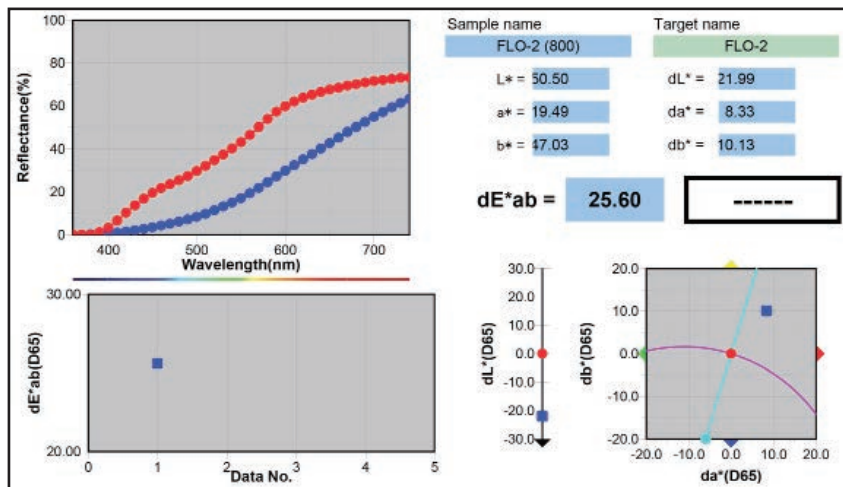 Sample name
Target name
FLO-2 (800)
FLO-2
L* = 50.50
dL* = 21.99
a* = 19.49
da* = 8.33
b* = 47.03
db* = 10.13
dE*ab = 25.60
------
Reflectance(%)
100
80
60
40
20
0
400 500 600 700
Wavelength(nm)
dE*ab(D65)
30.00
20.00
0 1 2 3 4 5
Data No.
dL*(D65)
30.0
20.0
10.0
0.0
-10.0
-20.0
-30.0
db*(D65)
20.0
10.0
0.0
-10.0
-20.0
-20.0 -10.0 0.0 10.0 20.0
da*(D65)